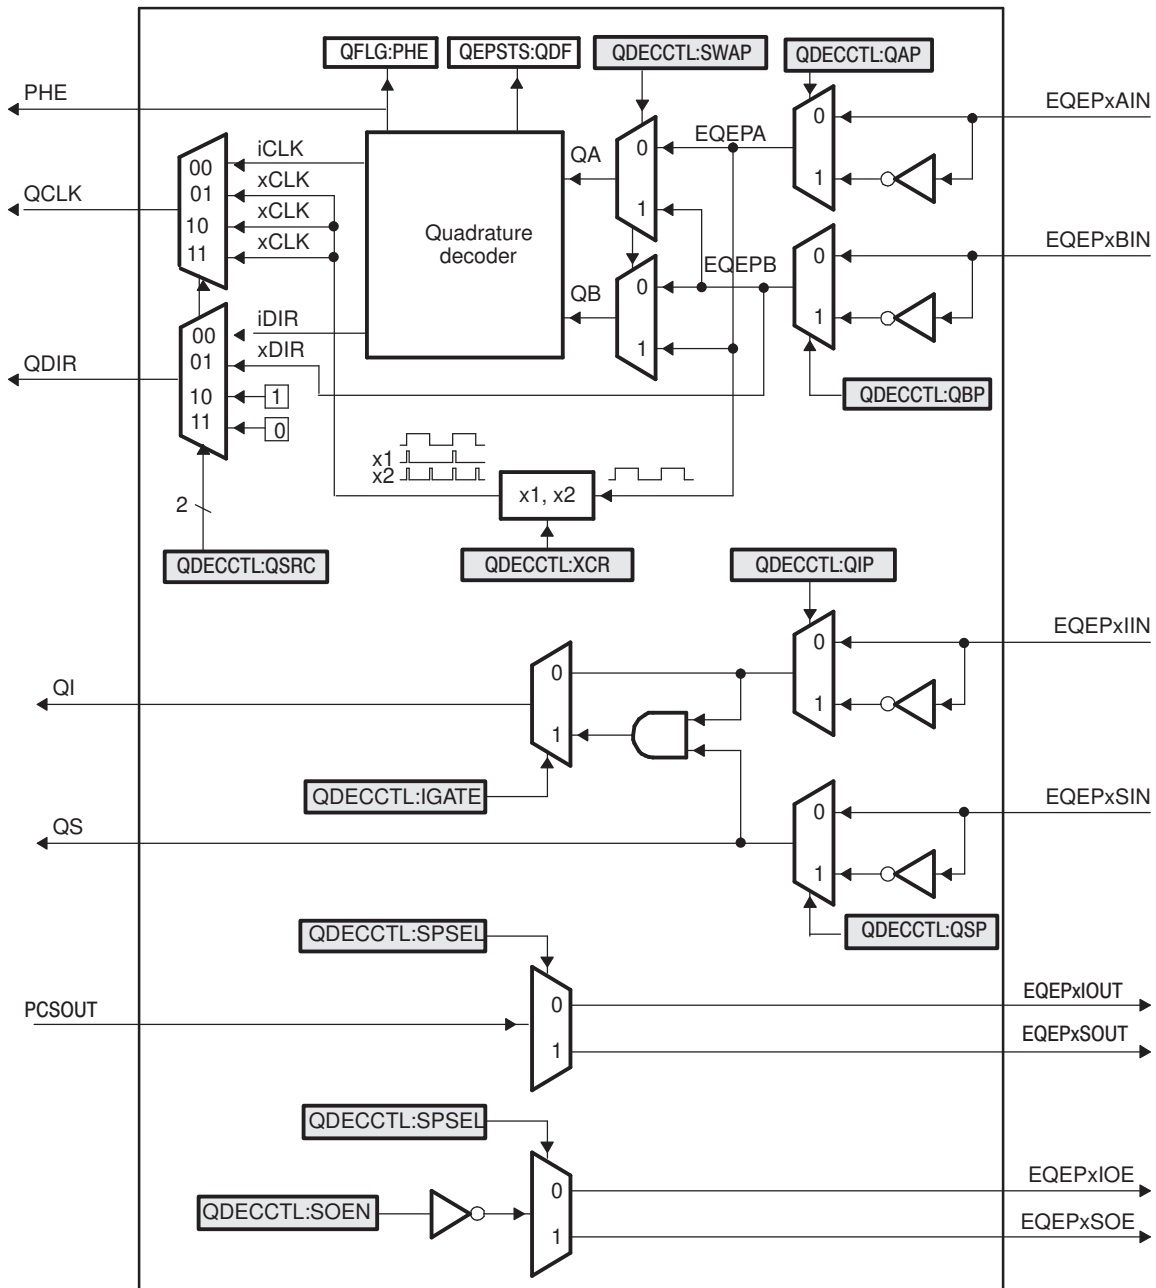 QFLG:PHE
QEPSTS:QDF
QDECCTL:SWAP
QDECCTL:QAP
PHE
EQEPxAIN
0
1
EQEPA
0
1
QA
iCLK
xCLK
xCLK
xCLK
00
01
10
11
QCLK
Quadrature
decoder
EQEPxBIN
0
1
EQEPB
0
1
QB
iDIR
xDIR
00
01
10
11
1
0
QDIR
QDECCTL:QBP
x1
x2
x1, x2
2
QDECCTL:QSRC
QDECCTL:XCR
QDECCTL:QIP
EQEPxIIN
0
1
0
1
QI
QDECCTL:IGATE
EQEPxSIN
0
1
QS
QDECCTL:QSP
QDECCTL:SPSEL
PCSOUT
0
1
EQEPxIOUT
EQEPxSOUT
QDECCTL:SPSEL
QDECCTL:SOEN
0
1
EQEPxIOE
EQEPxSOE